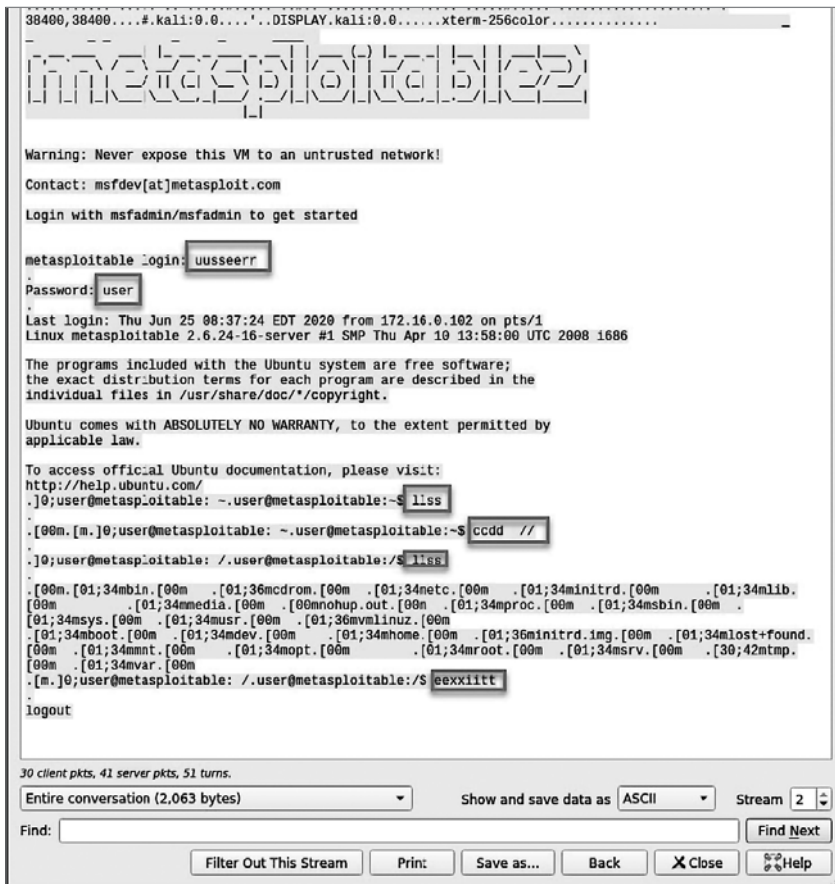 38400,38400....#.kali:0.0....'..DISPLAY.kali:0.0......xterm-256color..............
metasploitable2
Warning: Never expose this VM to an untrusted network!
Contact: msfdev[at]metasploit.com
Login with msfadmin/msfadmin to get started
metasploitable login: uusseerr
.
Password: user
.
Last login: Thu Jun 25 08:37:24 EDT 2020 from 172.16.0.102 on pts/1
Linux metasploitable 2.6.24-16-server #1 SMP Thu Apr 10 13:58:00 UTC 2008 i686
The programs included with the Ubuntu system are free software;
the exact distribution terms for each program are described in the
individual files in /usr/share/doc/*/copyright.
Ubuntu comes with ABSOLUTELY NO WARRANTY, to the extent permitted by
applicable law.
To access official Ubuntu documentation, please visit:
http://help.ubuntu.com/
.]0;user@metasploitable: ~.user@metasploitable:~$ llss
.
.[00m.[m.]0;user@metasploitable: ~.user@metasploitable:~$ ccdd  //
.
.]0;user@metasploitable: /.user@metasploitable:/$ llss
.
.[00m.[01;34mbin.[00m  .[01;36mcdrom.[00m  .[01;34metc.[00m  .[01;34minitrd.[00m  .[01;34mlib.
[00m  .[01;34mmedia.[00m  .[00mnohup.out.[00m  .[01;34mproc.[00m  .[01;34msbin.[00m  .
[01;34msys.[00m  .[01;34musr.[00m  .[01;36mvmlinuz.[00m
.[01;34mboot.[00m  .[01;34mdev.[00m  .[01;34mhome.[00m  .[01;36minitrd.img.[00m  .[01;34mlost+found.
[00m  .[01;34mmnt.[00m  .[01;34mopt.[00m  .[01;34mroot.[00m  .[01;34msrv.[00m  .[30;42mtmp.
[00m  .[01;34mvar.[00m
.[m.]0;user@metasploitable: /.user@metasploitable:/$ eexxiitt
.
logout
30 client pkts, 41 server pkts, 51 turns.
Entire conversation (2,063 bytes) Show and save data as ASCII Stream 2
Find: Find Next
Filter Out This Stream Print Save as... Back Close Help